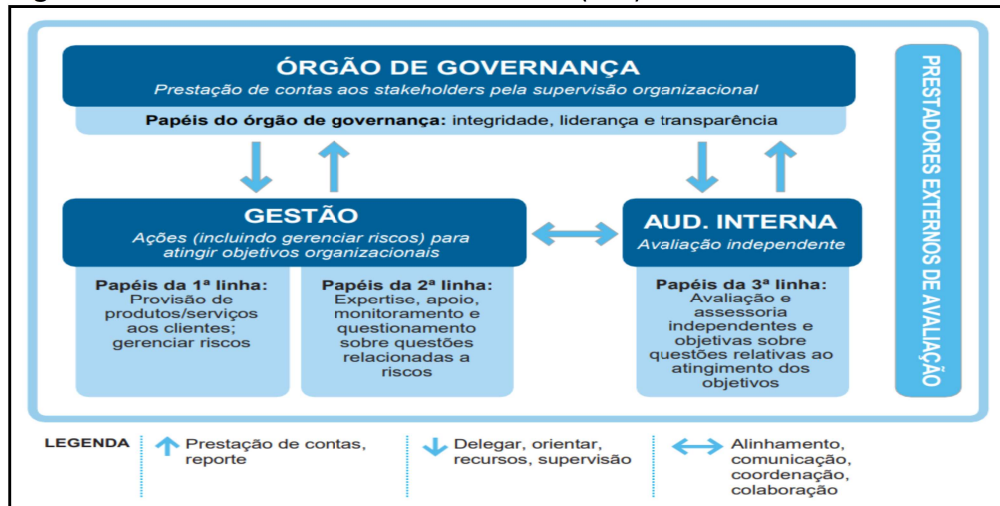 ÓRGÃO DE GOVERNANÇA
Prestação de contas aos stakeholders pela supervisão organizacional
Papéis do órgão de governança: integridade, liderança e transparência
GESTÃO
Ações (incluindo gerenciar riscos) para
atingir objetivos organizacionais
Papéis da 1ª linha:
Provisão de
produtos/serviços
aos clientes;
gerenciar riscos
Papéis da 2ª linha:
Expertise, apoio,
monitoramento e
questionamento
sobre questões
relacionadas a
riscos
AUD. INTERNA
Avaliação independente
Papéis da 3ª linha:
Avaliação e
assessoria
independentes e
objetivas sobre
questões relativas ao
atingimento dos
objetivos
PRESTADORES EXTERNOS DE AVALIAÇÃO
LEGENDA
Prestação de contas,
reporte
Delegar, orientar,
recursos, supervisão
Alinhamento,
comunicação,
coordenação,
colaboração